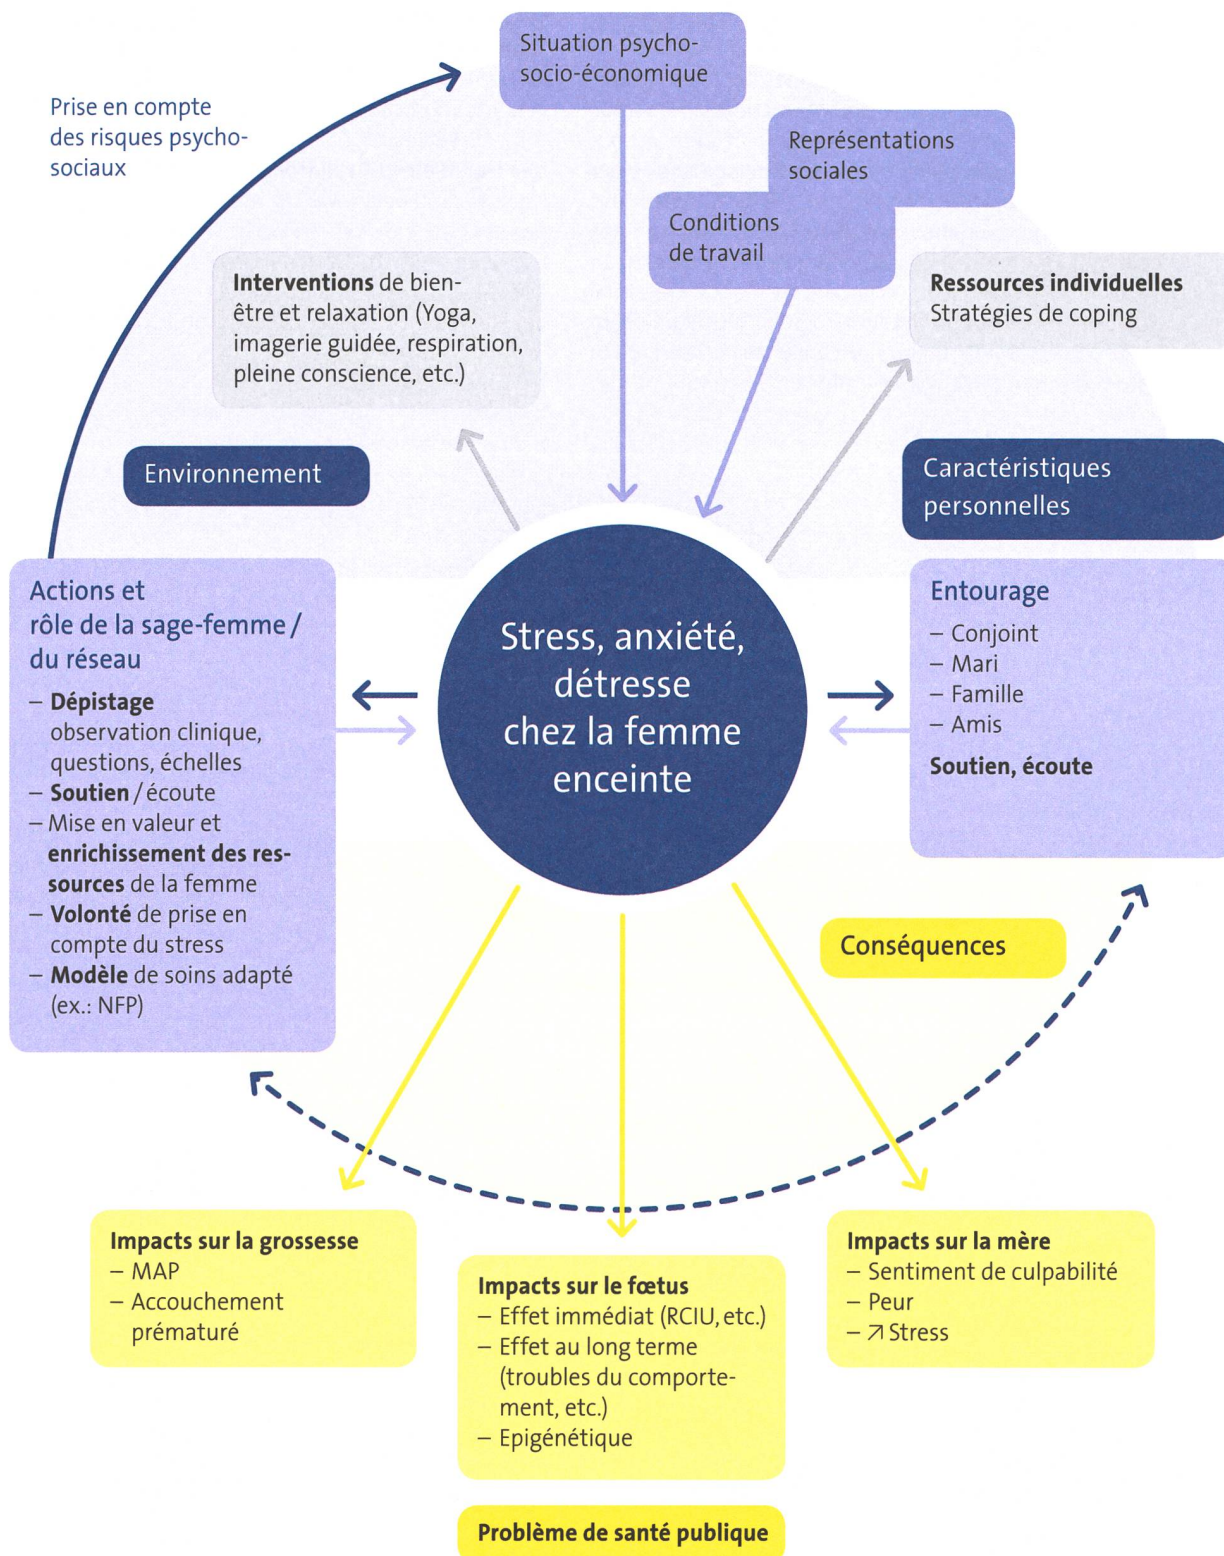 Situation psycho-
socio-économique
Prise en compte
des risques psycho-
sociaux
Représentations
sociales
Conditions
de travail
Interventions de bien-
être et relaxation (Yoga,
imagerie guidée, respiration,
pleine conscience, etc.)
Ressources individuelles
Stratégies de coping
Environnement
Caractéristiques
personnelles
Actions et
rôle de la sage-femme /
du réseau
– Dépistage
observation clinique,
questions, échelles
– Soutien / écoute
– Mise en valeur et
enrichissement des res-
sources de la femme
– Volonté de prise en
compte du stress
– Modèle de soins adapté
(ex.: NFP)
Stress, anxiété,
détresse
chez la femme
enceinte
Entourage
– Conjoint
– Mari
– Famille
– Amis
Soutien, écoute
Conséquences
Impacts sur la grossesse
– MAP
– Accouchement
prématuré
Impacts sur le fœtus
– Effet immédiat (RCIU, etc.)
– Effet au long terme
(troubles du comporte-
ment, etc.)
– Epigénétique
Impacts sur la mère
– Sentiment de culpabilité
– Peur
– ↗ Stress
Problème de santé publique